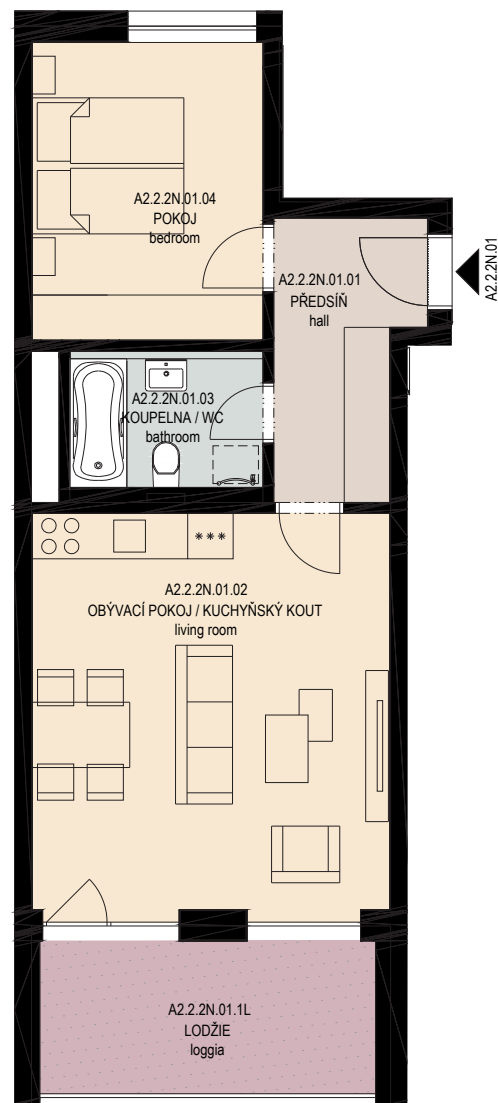 A2.2.2N.01.04
POKOJ
bedroom
A2.2.2N.01.01
PŘEDSÍŇ
hall
A2.2.2N.01
A2.2.2N.01.03
KOUPELNA / WC
bathroom
***
A2.2.2N.01.02
OBÝVACÍ POKOJ / KUCHYŇSKÝ KOUT
living room
A2.2.2N.01.1L
LODŽIE
loggia